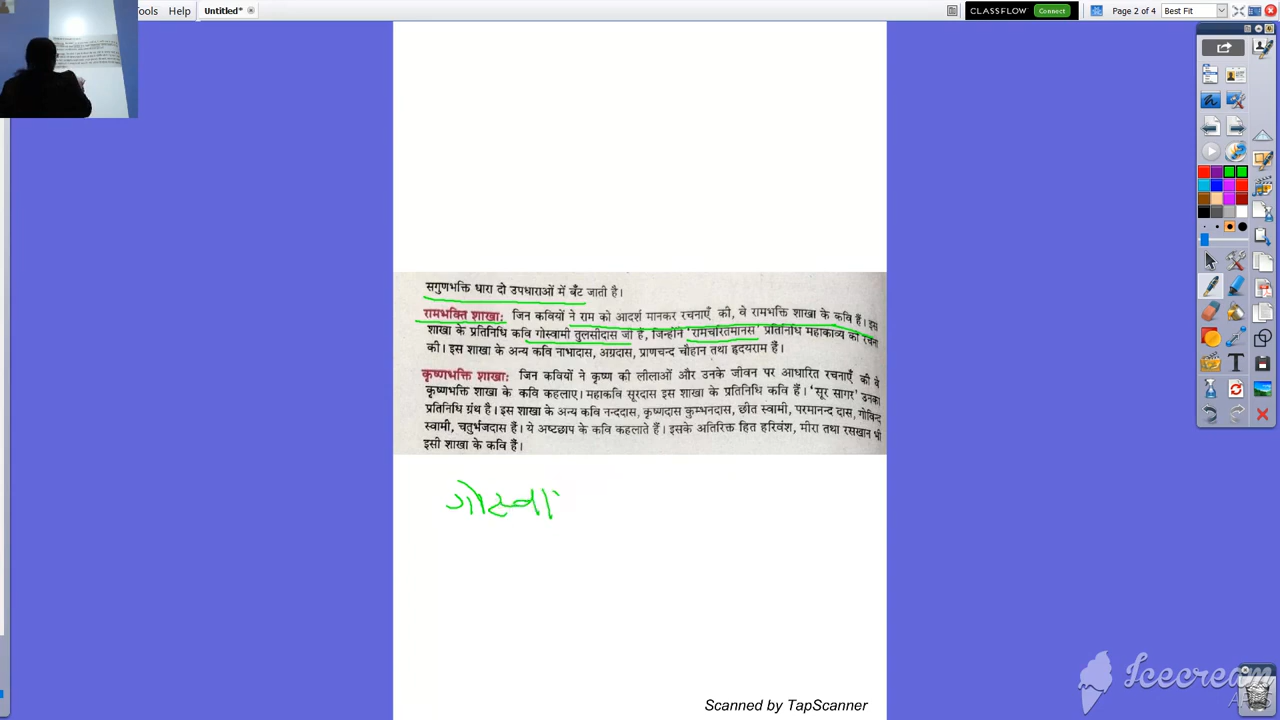 Tools Help Untitled* CLASSFLOW Connect Page 2 of 4 Best Fit
सगुणभक्ति धारा दो उपधाराओं में बँट जाती है।
रामभक्ति शाखा: जिन कवियों ने राम को आदर्श मानकर रचनाएँ की, वे रामभक्ति शाखा के कवि हैं। इस
शाखा के प्रतिनिधि कवि गोस्वामी तुलसीदास जी हैं, जिन्होंने 'रामचरितमानस' प्रतिनिधि महाकाव्य की रचना
की। इस शाखा के अन्य कवि नाभादास, अग्रदास, प्राणचन्द चौहान तथा हृदयराम हैं।
कृष्णभक्ति शाखा: जिन कवियों ने कृष्ण की लीलाओं और उनके जीवन पर आधारित रचनाएँ की वे
कृष्णभक्ति शाखा के कवि कहलाए। महाकवि सूरदास इस शाखा के प्रतिनिधि कवि हैं। 'सूर सागर' उनका
प्रतिनिधि ग्रंथ है। इस शाखा के अन्य कवि नन्ददास, कृष्णदास कुम्भनदास, छीत स्वामी, परमानन्द दास, गोविन्द
स्वामी, चतुर्भजदास हैं। ये अष्टछाप के कवि कहलाते हैं। इसके अतिरिक्त हित हरिवंश, मीरा तथा रसखान भी
इसी शाखा के कवि हैं।
गोस्वा
Scanned by TapScanner
Icecream
APPS